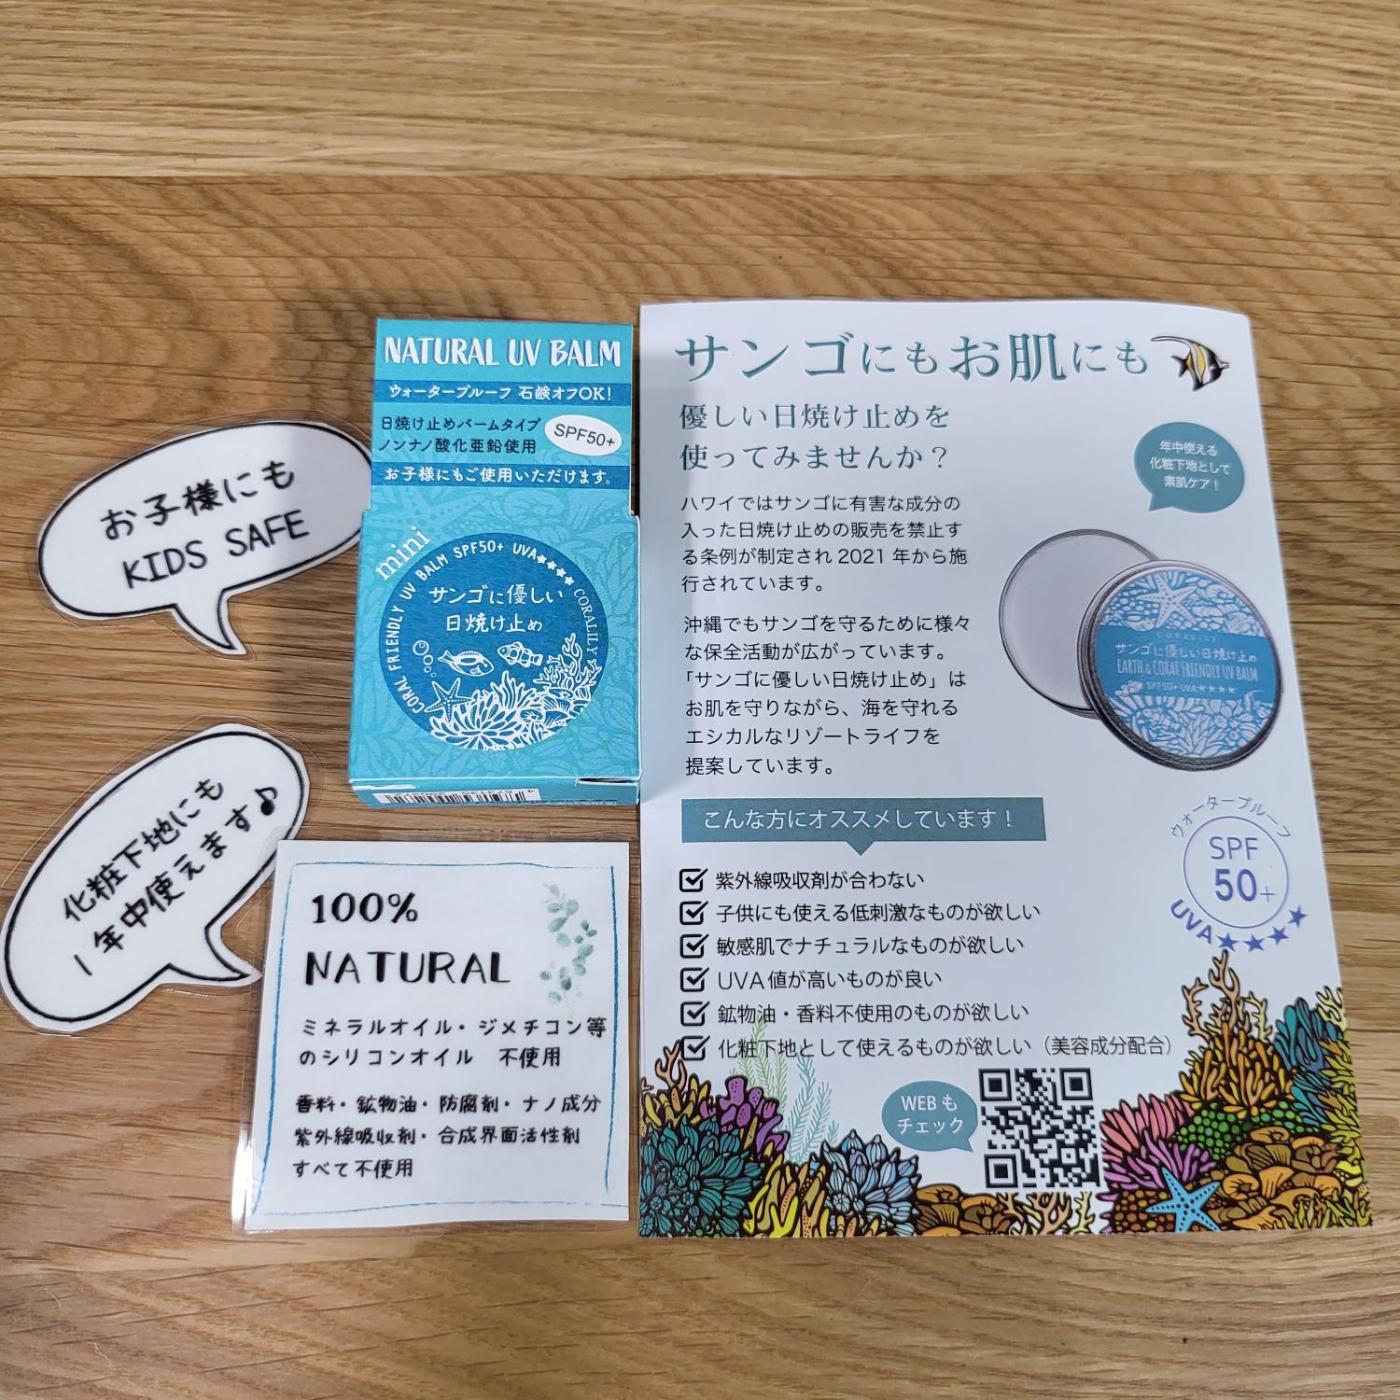 お子様にも
KIDS SAFE
化粧下地にも
1年中使えます♪
NATURAL UV BALM
ウォータープルーフ 石鹸オフOK!
日焼け止めバームタイプ
ノンナノ酸化亜鉛使用
SPF50+
お子様にもご使用いただけます。
mini
CORAL FRIENDLY UV BALM SPF50+ UVA★★★★ CORALILY
サンゴに優しい
日焼け止め
100%
NATURAL
ミネラルオイル・ジメチコン等
のシリコンオイル 不使用
香料・鉱物油・防腐剤・ナノ成分
紫外線吸収剤・合成界面活性剤
すべて不使用
サンゴにもお肌にも
優しい日焼け止めを
使ってみませんか?
年中使える
化粧下地として
素肌ケア!
ハワイではサンゴに有害な成分の
入った日焼け止めの販売を禁止す
る条例が制定され 2021 年から施
行されています。
沖縄でもサンゴを守るために様々
な保全活動が広がっています。
「サンゴに優しい日焼け止め」は
お肌を守りながら、海を守れる
エシカルなリゾートライフを
提案しています。
CORALILY
サンゴに優しい日焼け止め
EARTH & CORAL FRIENDLY UV BALM
SPF50+ UVA★★★★
こんな方にオススメしています!
紫外線吸収剤が合わない
子供にも使える低刺激なものが欲しい
敏感肌でナチュラルなものが欲しい
UVA値が高いものが良い
鉱物油・香料不使用のものが欲しい
化粧下地として使えるものが欲しい(美容成分配合)
ウォータープルーフ
SPF
50+
UVA★★★★
WEBも
チェック